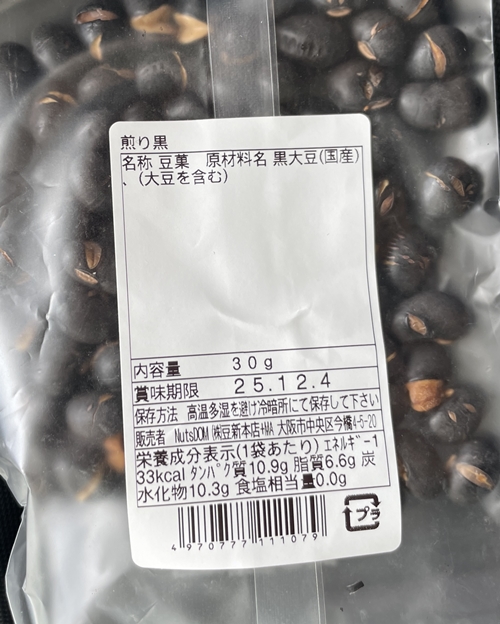 煎り黒
名称 豆菓 原材料名 黒大豆(国産)
、(大豆を含む)
内容量 30g
賞味期限 25.12.4
保存方法 高温多湿を避け冷暗所にて保存して下さい
販売者 NutsDOM ㈱豆新本店+NA 大阪市中央区今橋4-5-20
栄養成分表示(1袋あたり) エネルギー1
33kcal タンパク質10.9g 脂質6.6g 炭
水化物10.3g 食塩相当量0.0g
プラ
4970777111079